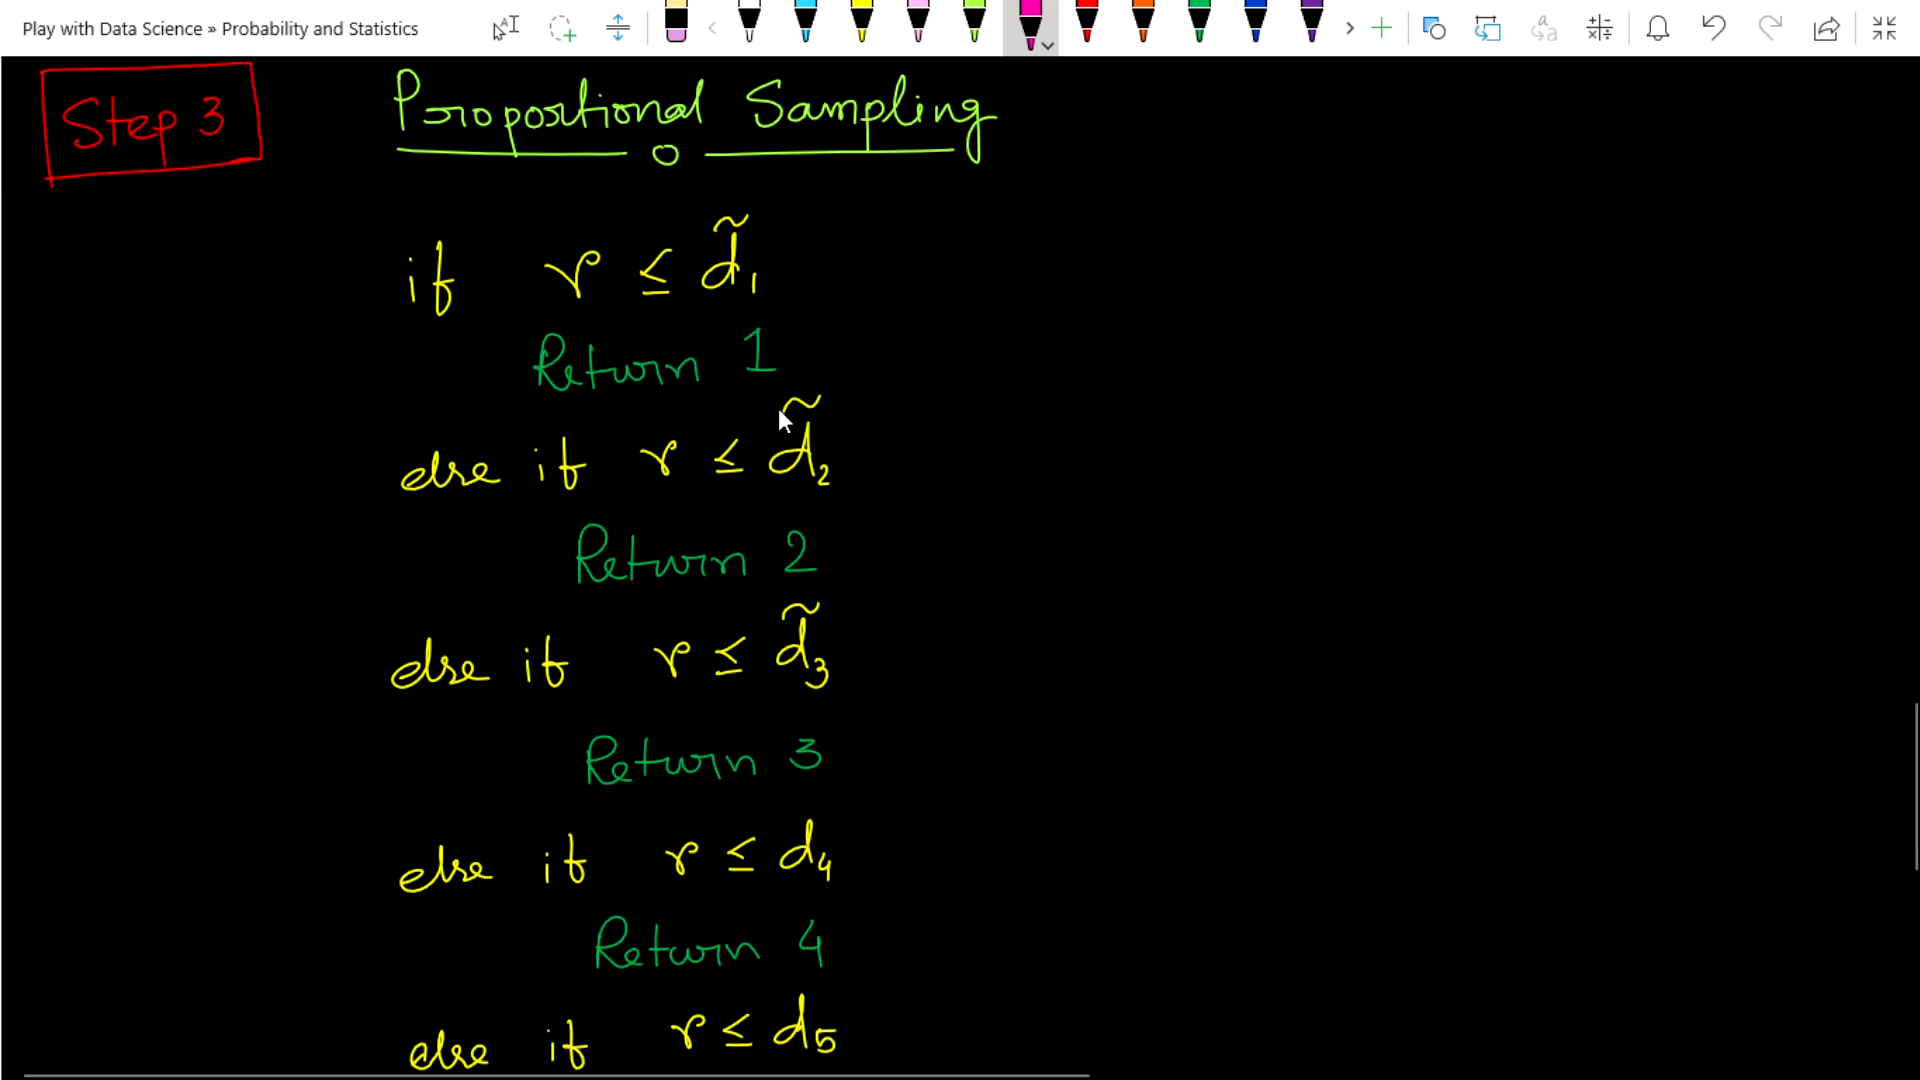 Play with Data Science » Probability and Statistics
Step 3
Proportional Sampling
if r ≤ d̃₁
Return 1
else if r ≤ d̃₂
Return 2
else if r ≤ d̃₃
Return 3
else if r ≤ d₄
Return 4
else if r ≤ d₅